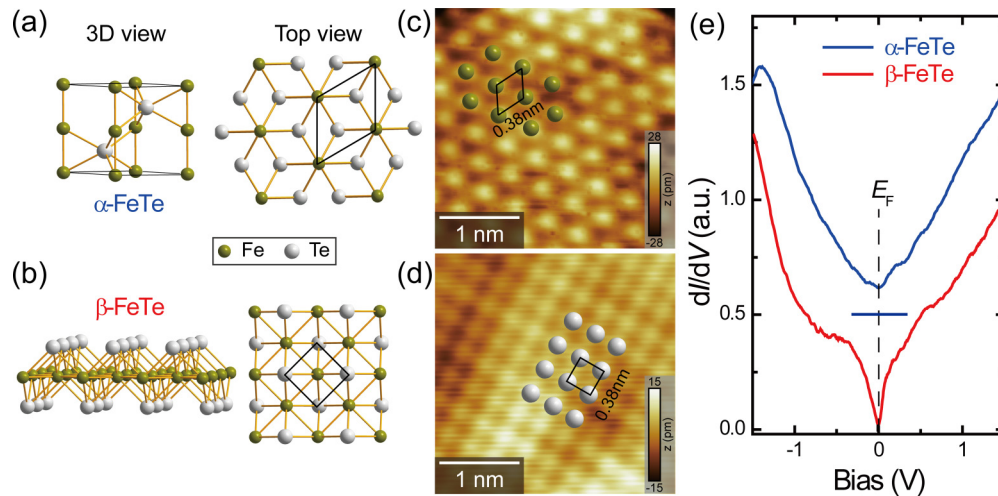 (a)
3D view
Top view
α-FeTe
Fe
Te
(b)
β-FeTe
(c)
0.38nm
1 nm
28
z (pm)
-28
(d)
0.38nm
1 nm
15
z (pm)
-15
(e)
α-FeTe
β-FeTe
E_F
dI/dV (a.u.)
1.5
1.0
0.5
0.0
-1
0
1
Bias (V)